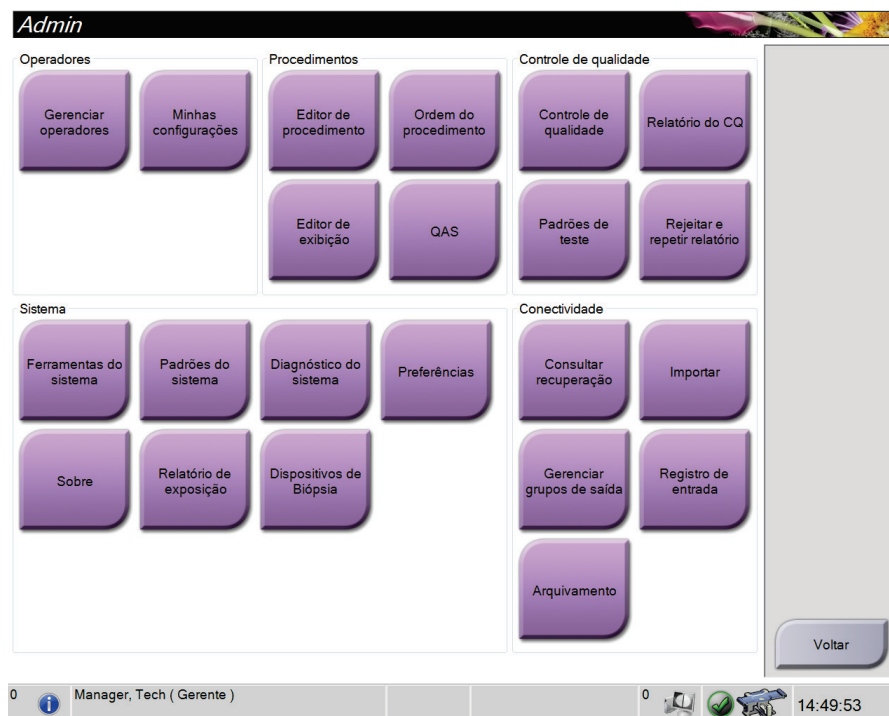 Admin
Operadores
Gerenciar
operadores
Minhas
configurações
Procedimentos
Editor de
procedimento
Ordem do
procedimento
Editor de
exibição
QAS
Controle de qualidade
Controle de
qualidade
Relatório do CQ
Padrões de
teste
Rejeitar e
repetir relatório
Sistema
Ferramentas do
sistema
Padrões do
sistema
Diagnóstico do
sistema
Preferências
Sobre
Relatório de
exposição
Dispositivos de
Biópsia
Conectividade
Consultar
recuperação
Importar
Gerenciar
grupos de saída
Registro de
entrada
Arquivamento
Voltar
0
Manager, Tech ( Gerente )
0
14:49:53